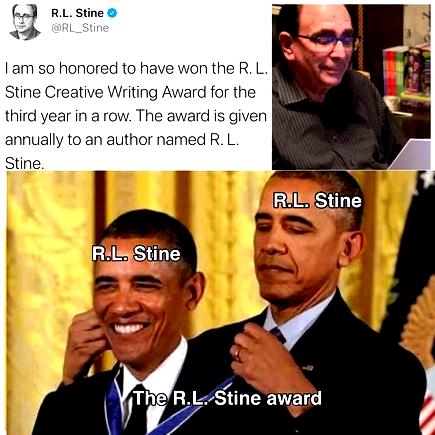 R.L. Stine
@RL_Stine
I am so honored to have won the R. L.
Stine Creative Writing Award for the
third year in a row. The award is given
annually to an author named R. L.
Stine.
R.L. Stine
R.L. Stine
The R.L. Stine award